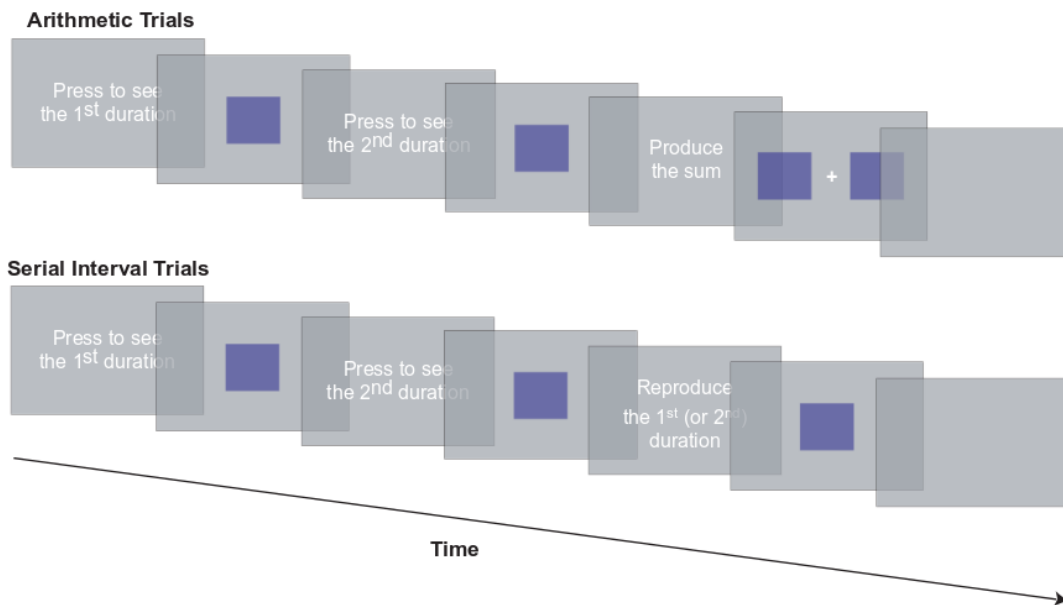 Arithmetic Trials
Press to see
the 1st duration
Press to see
the 2nd duration
Produce
the sum
+
Serial Interval Trials
Press to see
the 1st duration
Press to see
the 2nd duration
Reproduce
the 1st (or 2nd)
duration
Time